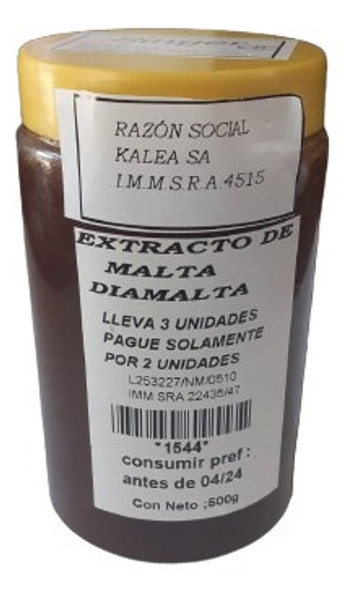 RAZÓN SOCIAL
KALEA SA
I.M.M.S.R.A.4515
EXTRACTO DE
MALTA
DIAMALTA
LLEVA 3 UNIDADES
PAGUE SOLAMENTE
POR 2 UNIDADES
L253227/NM/0510
IMM SRA 22435/47
*1544*
consumir pref :
antes de 04/24
Con Neto ;500g